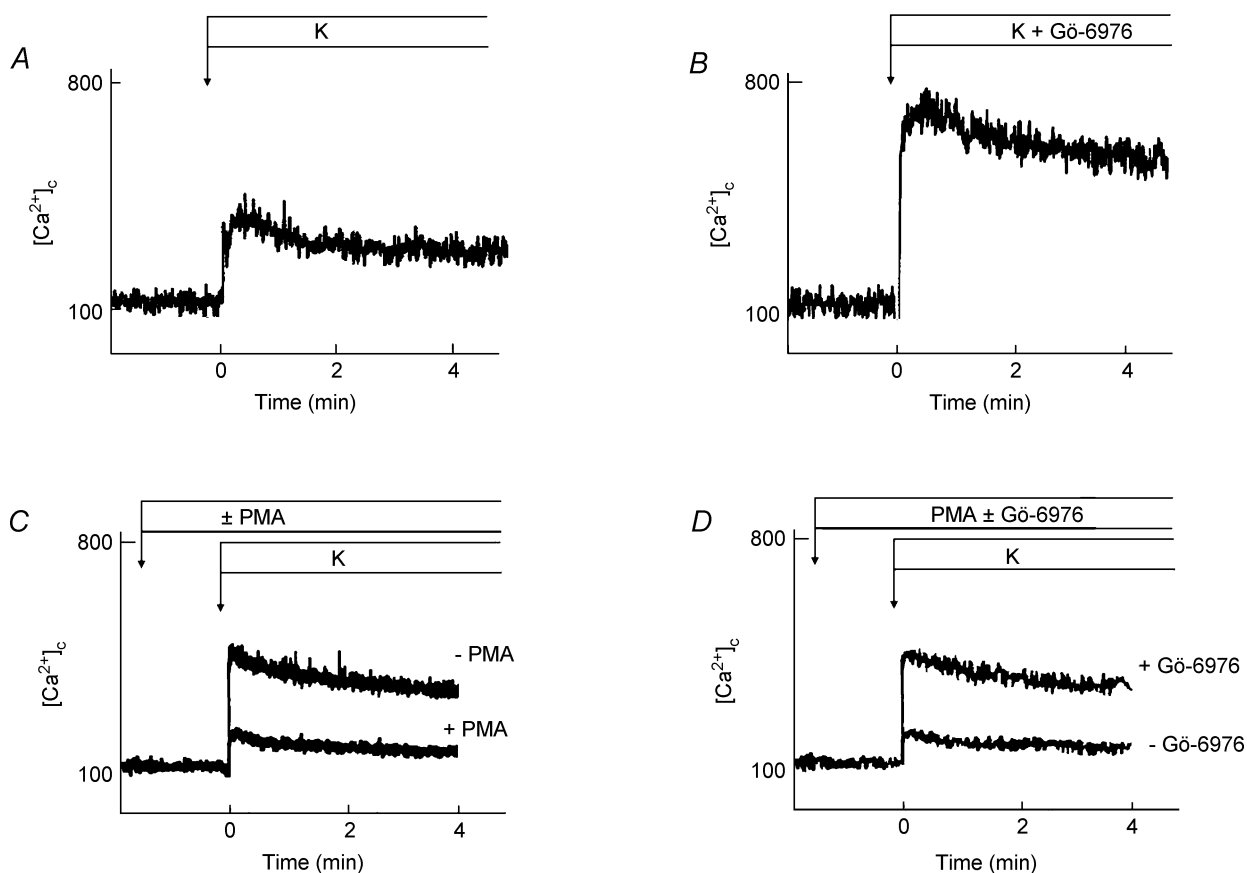 A
K
800
[Ca²⁺]c
100
0 2 4
Time (min)
B
K + Gö-6976
800
[Ca²⁺]c
100
0 2 4
Time (min)
C
± PMA
800
K
[Ca²⁺]c
- PMA
+ PMA
100
0 2 4
Time (min)
D
PMA ± Gö-6976
800
K
[Ca²⁺]c
+ Gö-6976
- Gö-6976
100
0 2 4
Time (min)